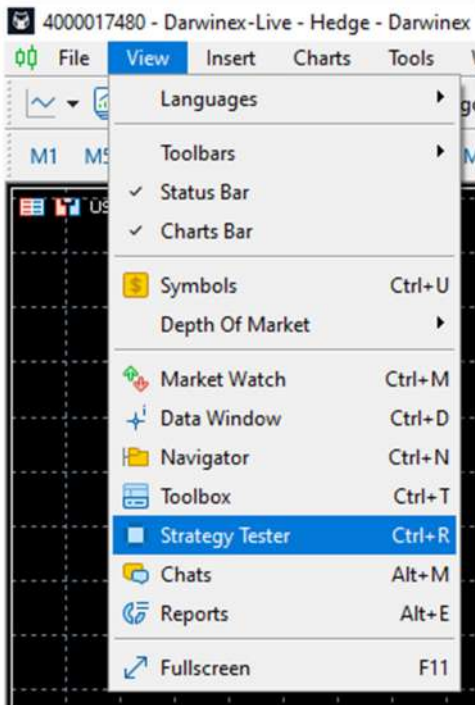 4000017480 - Darwinex-Live - Hedge - Darwinex
File View Insert Charts Tools
Languages
M1
Toolbars
Status Bar
Charts Bar
Symbols Ctrl+U
Depth Of Market
Market Watch Ctrl+M
Data Window Ctrl+D
Navigator Ctrl+N
Toolbox Ctrl+T
Strategy Tester Ctrl+R
Chats Alt+M
Reports Alt+E
Fullscreen F11